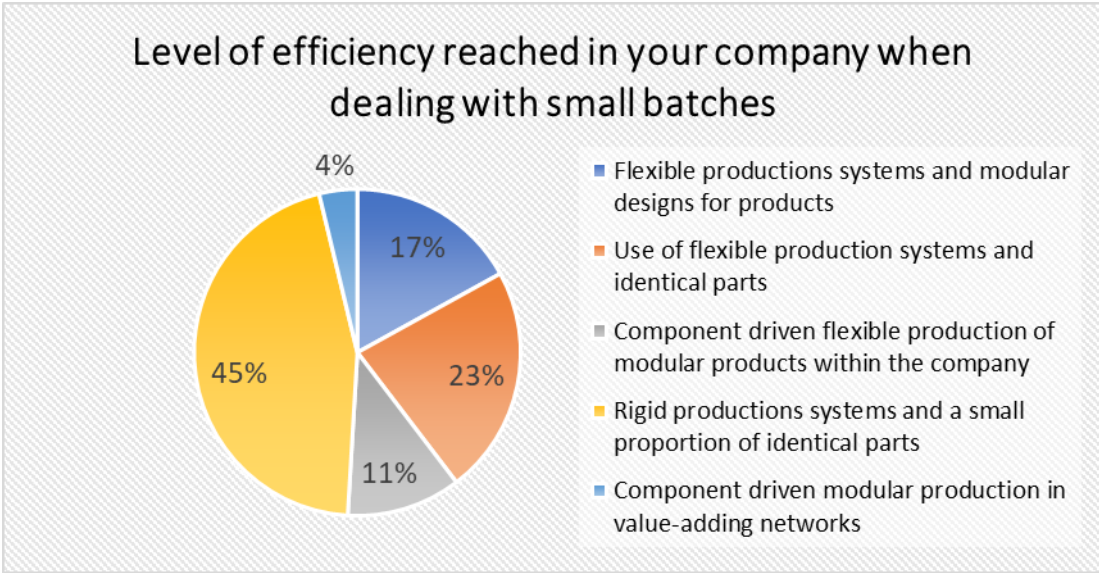 Level of efficiency reached in your company when
dealing with small batches
4%
17%
23%
11%
45%
Flexible productions systems and modular
designs for products
Use of flexible production systems and
identical parts
Component driven flexible production of
modular products within the company
Rigid productions systems and a small
proportion of identical parts
Component driven modular production in
value-adding networks